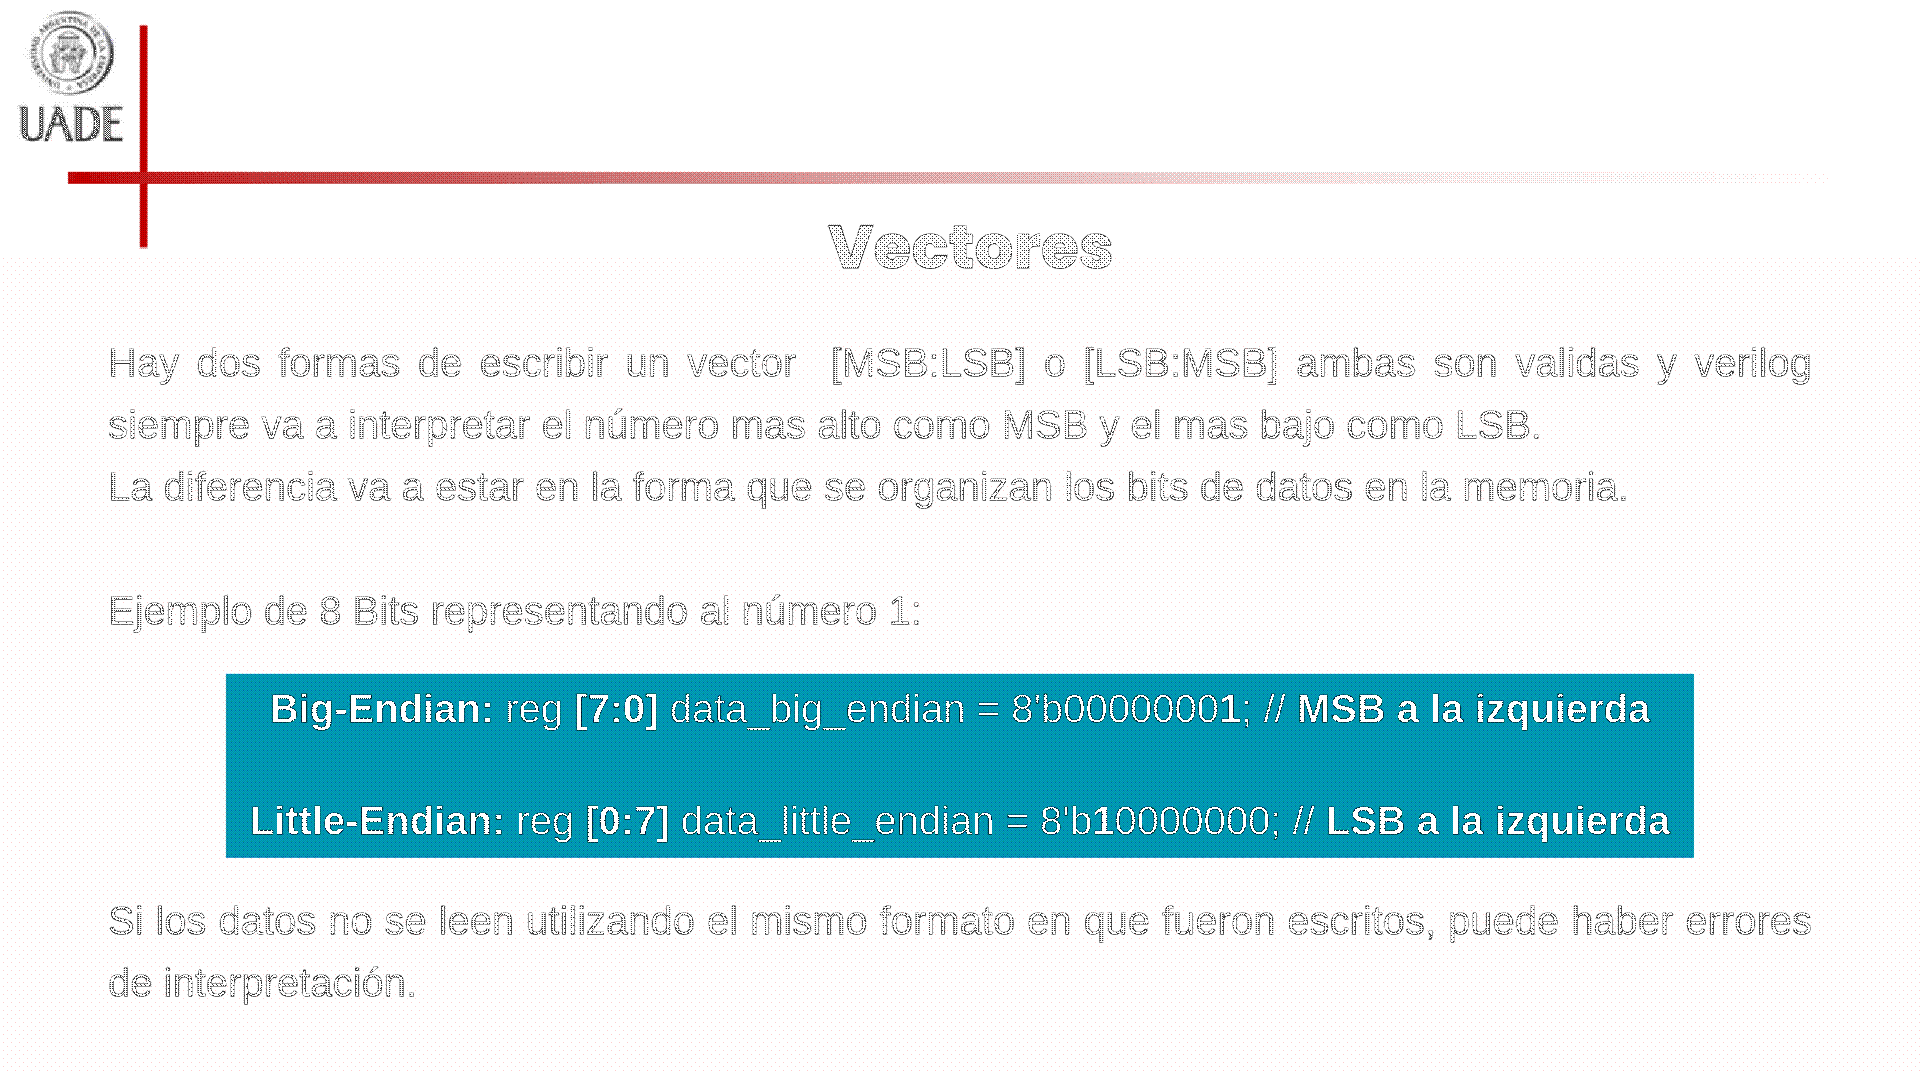 UADE
Vectores
Hay dos formas de escribir un vector [MSB:LSB] o [LSB:MSB] ambas son validas y verilog
siempre va a interpretar el número mas alto como MSB y el mas bajo como LSB.
La diferencia va a estar en la forma que se organizan los bits de datos en la memoria.
Ejemplo de 8 Bits representando al número 1:
Big-Endian: reg [7:0] data_big_endian = 8'b00000001; // MSB a la izquierda
Little-Endian: reg [0:7] data_little_endian = 8'b10000000; // LSB a la izquierda
Si los datos no se leen utilizando el mismo formato en que fueron escritos, puede haber errores
de interpretación.